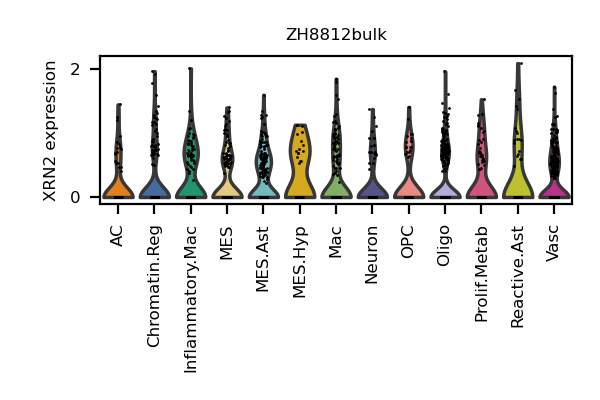 ZH8812bulk
XRN2 expression
2
0
AC
Chromatin.Reg
Inflammatory.Mac
MES
MES.Ast
MES.Hyp
Mac
Neuron
OPC
Oligo
Prolif.Metab
Reactive.Ast
Vasc